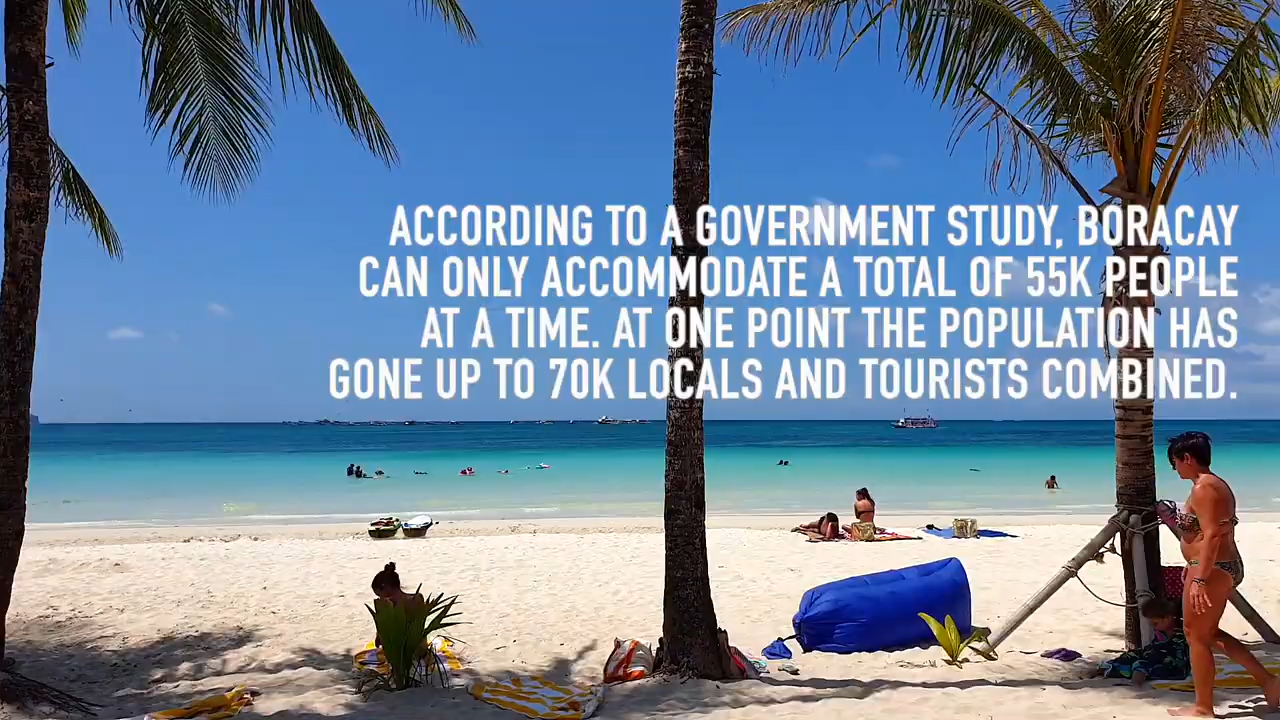 ACCORDING TO A GOVERNMENT STUDY, BORACAY
CAN ONLY ACCOMMODATE A TOTAL OF 55K PEOPLE
AT A TIME. AT ONE POINT THE POPULATION HAS
GONE UP TO 70K LOCALS AND TOURISTS COMBINED.